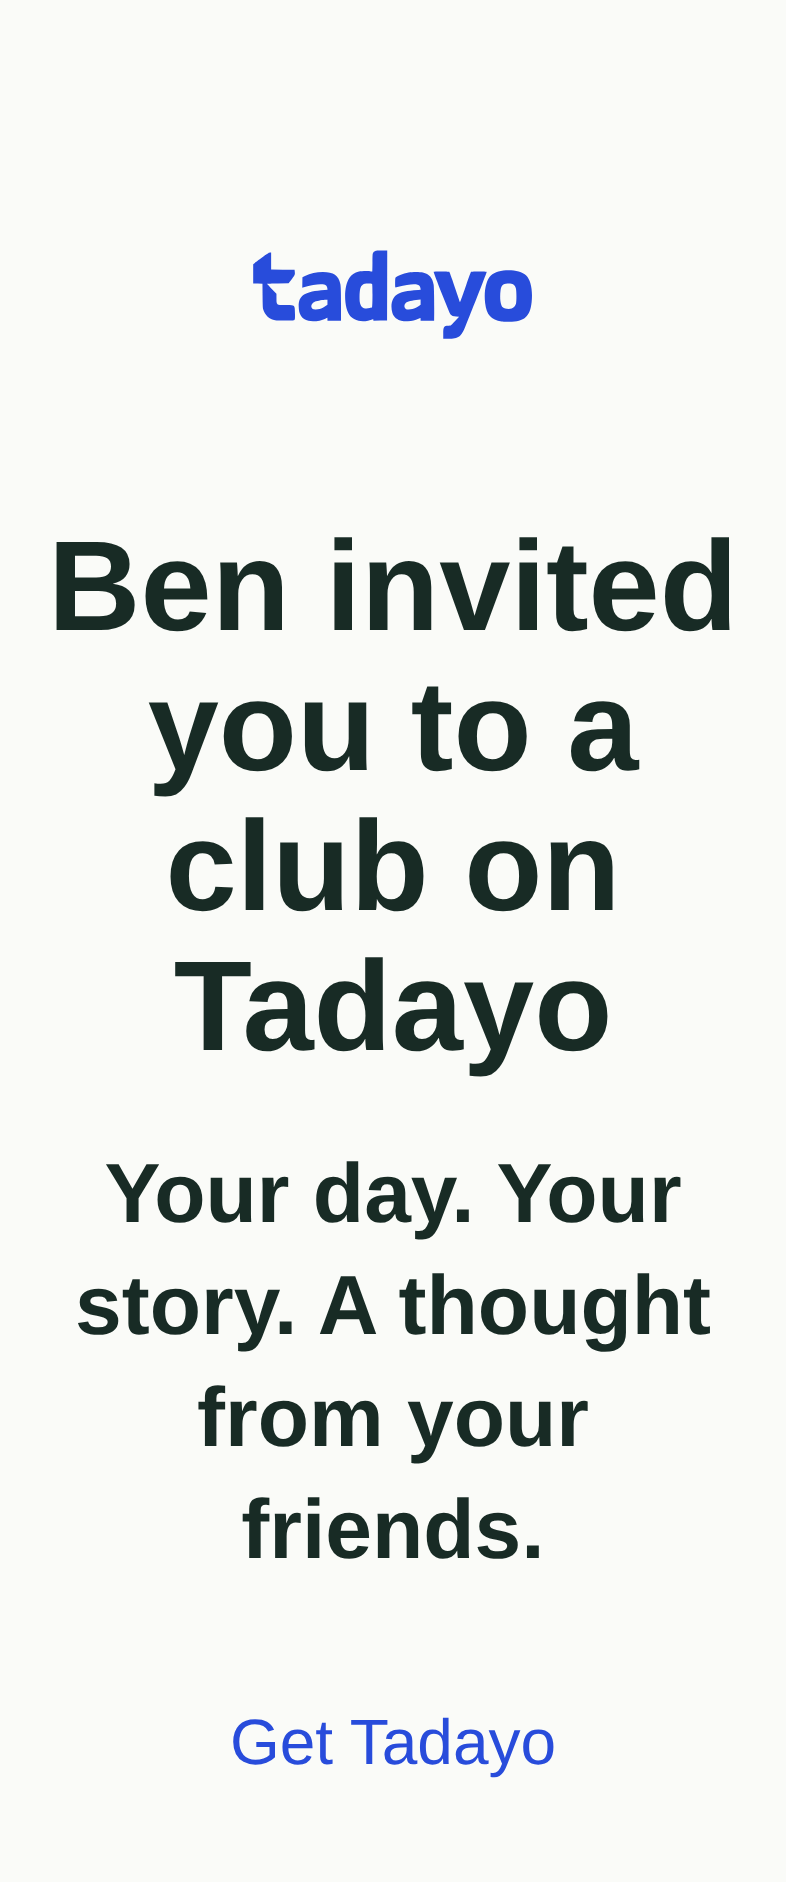 tadayo
Ben invited
you to a
club on
Tadayo
Your day. Your
story. A thought
from your
friends.
Get Tadayo